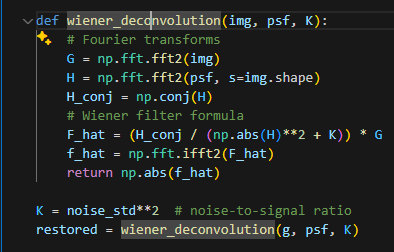 def wiener_deconvolution(img, psf, K):
    # Fourier transforms
    G = np.fft.fft2(img)
    H = np.fft.fft2(psf, s=img.shape)
    H_conj = np.conj(H)
    # Wiener filter formula
    F_hat = (H_conj / (np.abs(H)**2 + K)) * G
    f_hat = np.fft.ifft2(F_hat)
    return np.abs(f_hat)
K = noise_std**2  # noise-to-signal ratio
restored = wiener_deconvolution(g, psf, K)